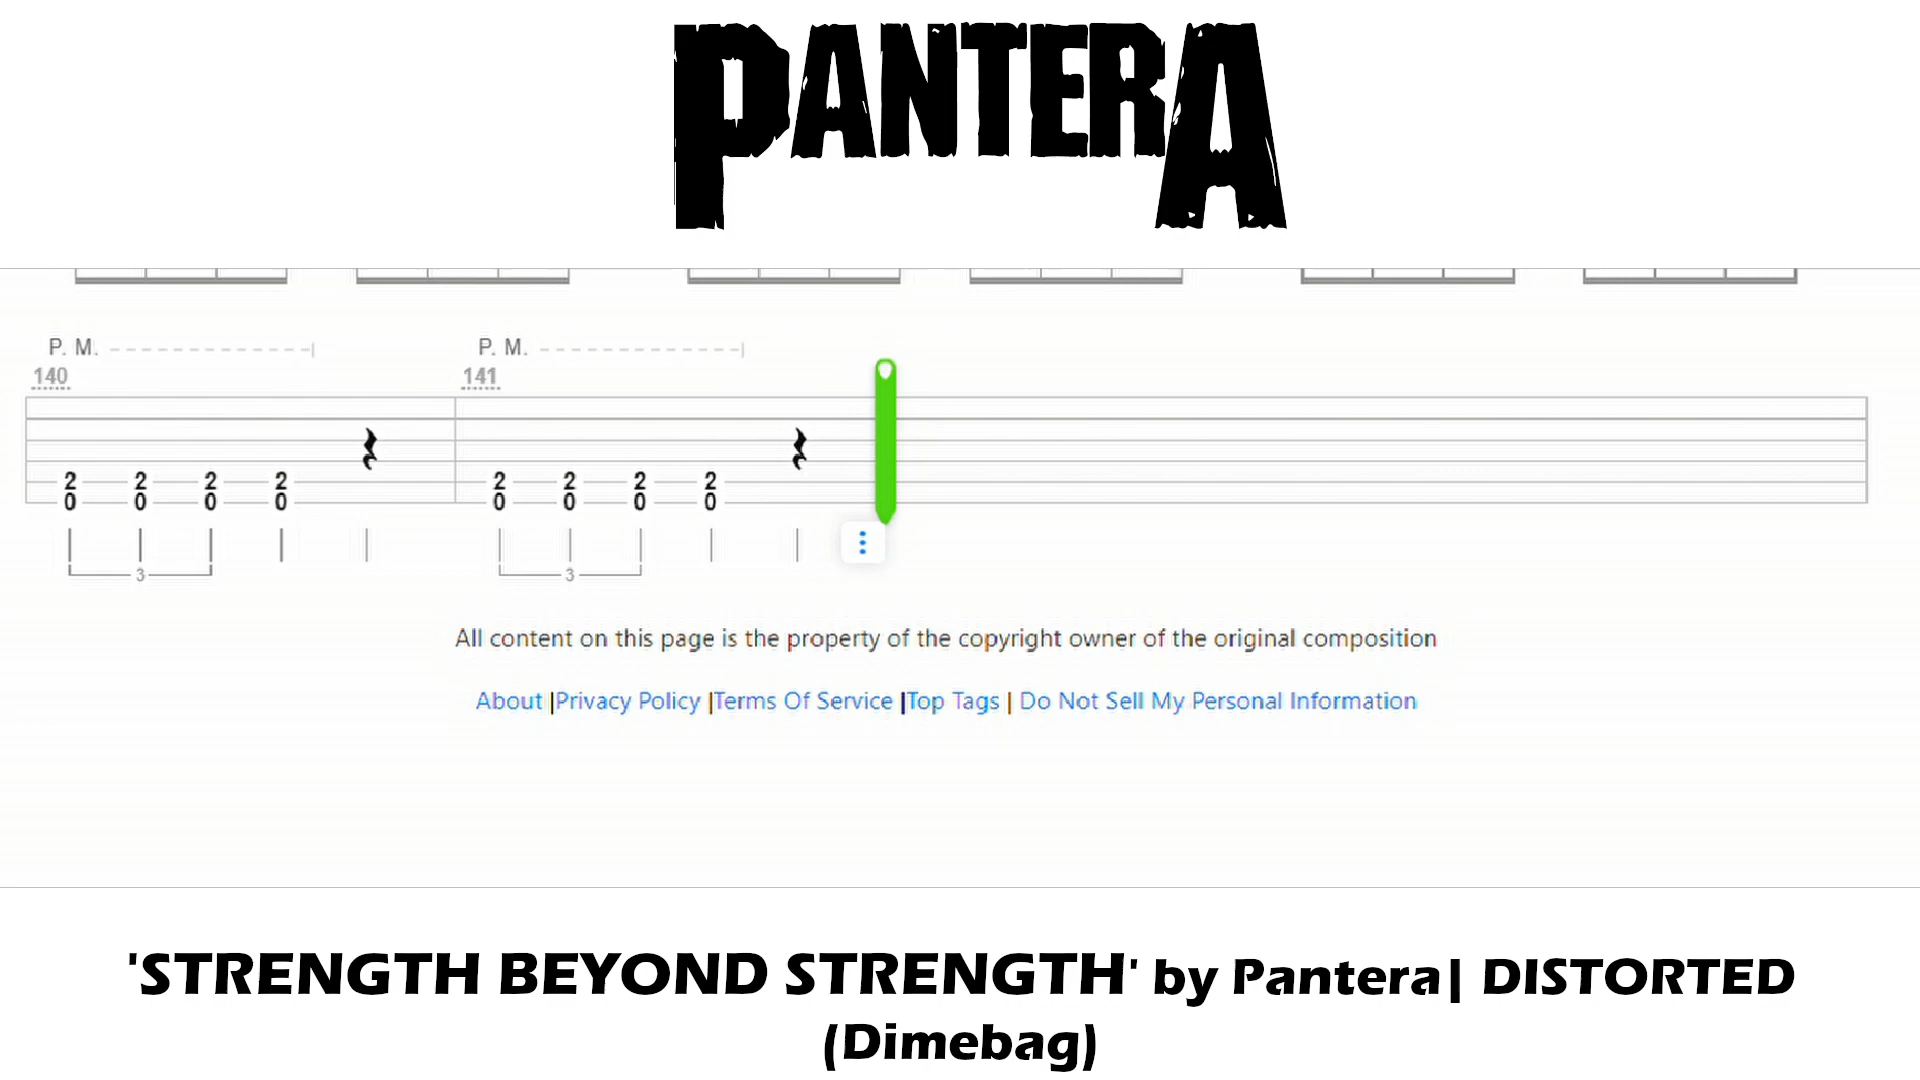 PANTERA
P. M. P. M.
140 141
2 2 2 2 2 2 2 2
0 0 0 0 0 0 0 0
3 3
All content on this page is the property of the copyright owner of the original composition
About |Privacy Policy |Terms Of Service |Top Tags | Do Not Sell My Personal Information
'STRENGTH BEYOND STRENGTH' by Pantera| DISTORTED
(Dimebag)